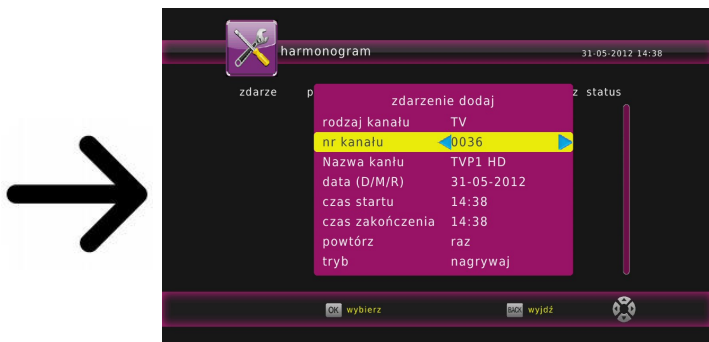 harmonogram 31-05-2012 14:38
zdarze p z status
zdarzenie dodaj
rodzaj kanału TV
nr kanału 0036
Nazwa kanłu TVP1 HD
data (D/M/R) 31-05-2012
czas startu 14:38
czas zakończenia 14:38
powtórz raz
tryb nagrywaj
OK wybierz BACK wyjdź